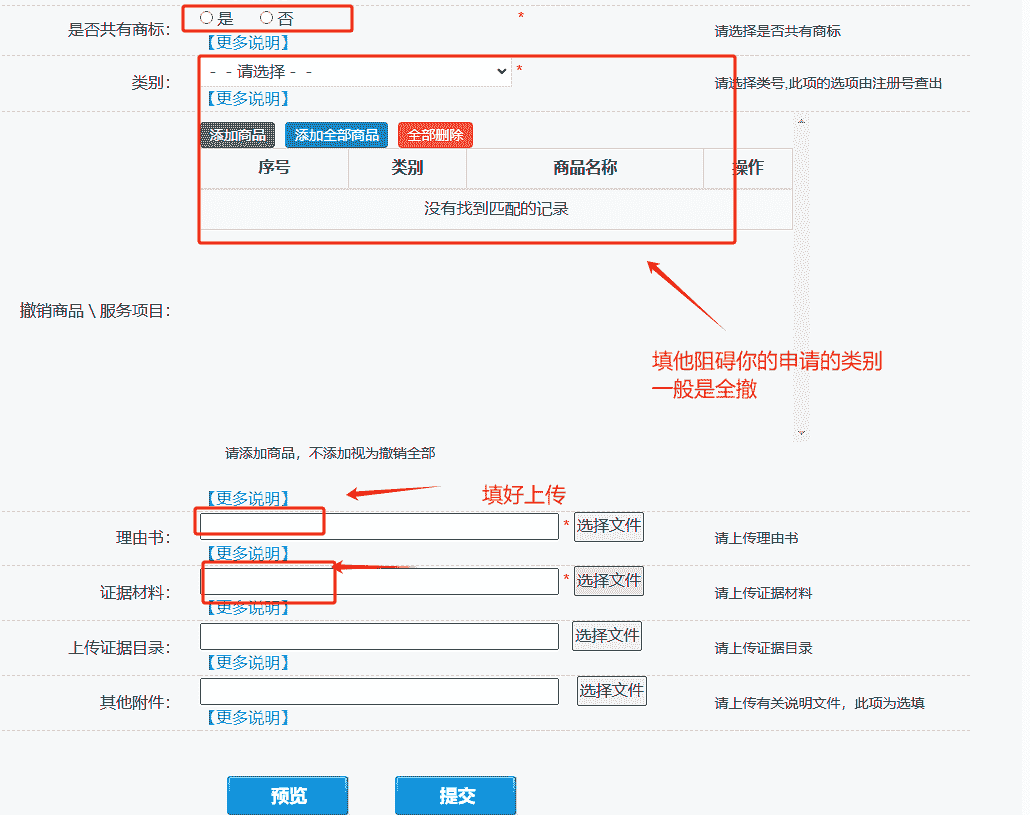 是否共有商标： 是 否 * 请选择是否共有商标
【更多说明】
类别： - - 请选择 - - * 请选择类号,此项的选项由注册号查出
【更多说明】
添加商品 添加全部商品 全部删除
序号 类别 商品名称 操作
没有找到匹配的记录
撤销商品 \ 服务项目：
填他阻碍你的申请的类别
一般是全撤
请添加商品，不添加视为撤销全部
【更多说明】 填好上传
理由书： * 选择文件 请上传理由书
【更多说明】
证据材料： * 选择文件 请上传证据材料
【更多说明】
上传证据目录： 选择文件 请上传证据目录
【更多说明】
其他附件： 选择文件 请上传有关说明文件，此项为选填
【更多说明】
预览 提交